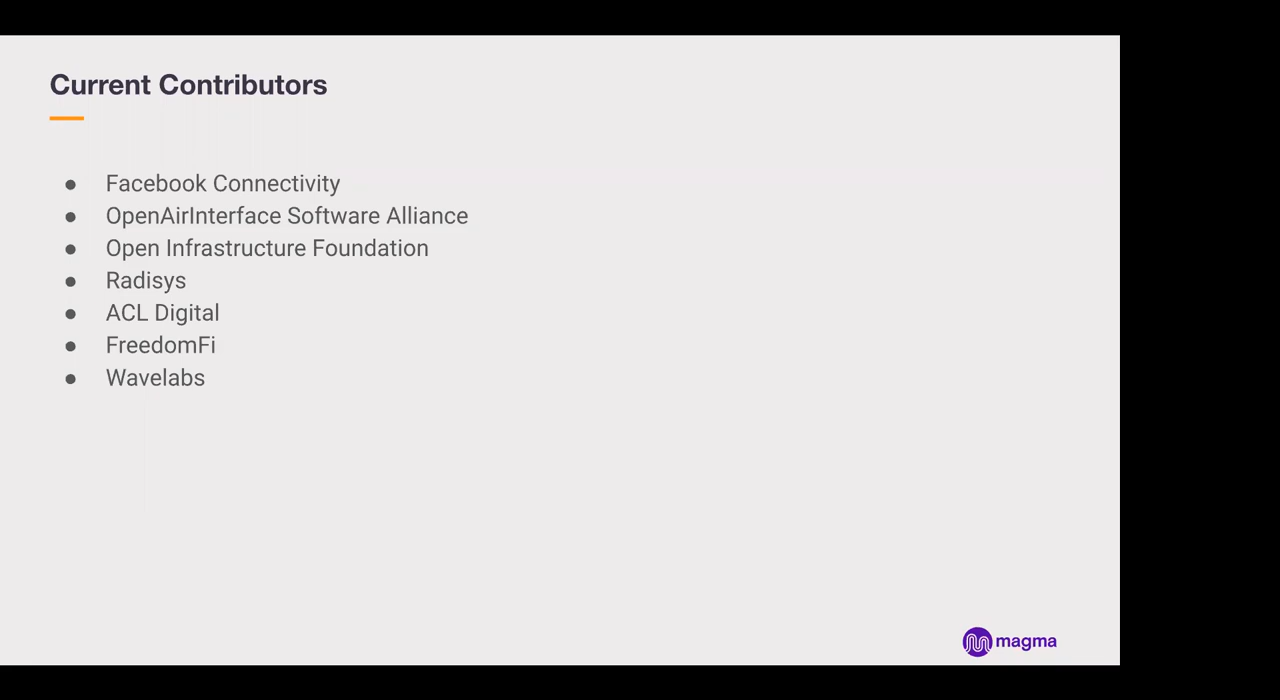 Current Contributors
● Facebook Connectivity
● OpenAirInterface Software Alliance
● Open Infrastructure Foundation
● Radisys
● ACL Digital
● FreedomFi
● Wavelabs
magma